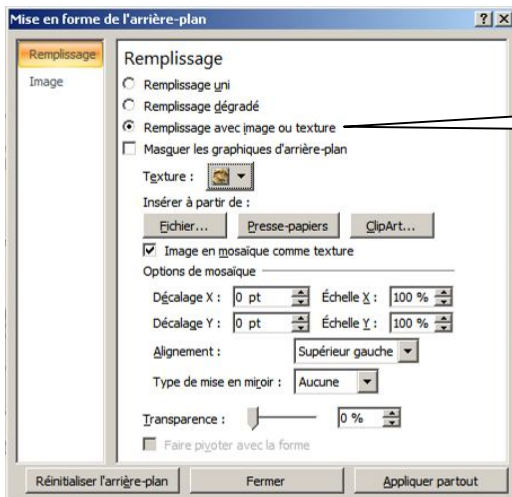 Mise en forme de l'arrière-plan
Remplissage
Image
Remplissage
Remplissage uni
Remplissage dégradé
Remplissage avec image ou texture
Masquer les graphiques d'arrière-plan
Texture :
Insérer à partir de :
Fichier... Presse-papiers ClipArt...
Image en mosaïque comme texture
Options de mosaïque
Décalage X : 0 pt Échelle X : 100 %
Décalage Y : 0 pt Échelle Y : 100 %
Alignement : Supérieur gauche
Type de mise en miroir : Aucune
Transparence : 0 %
Faire pivoter avec la forme
Réinitialiser l'arrière-plan Fermer Appliquer partout